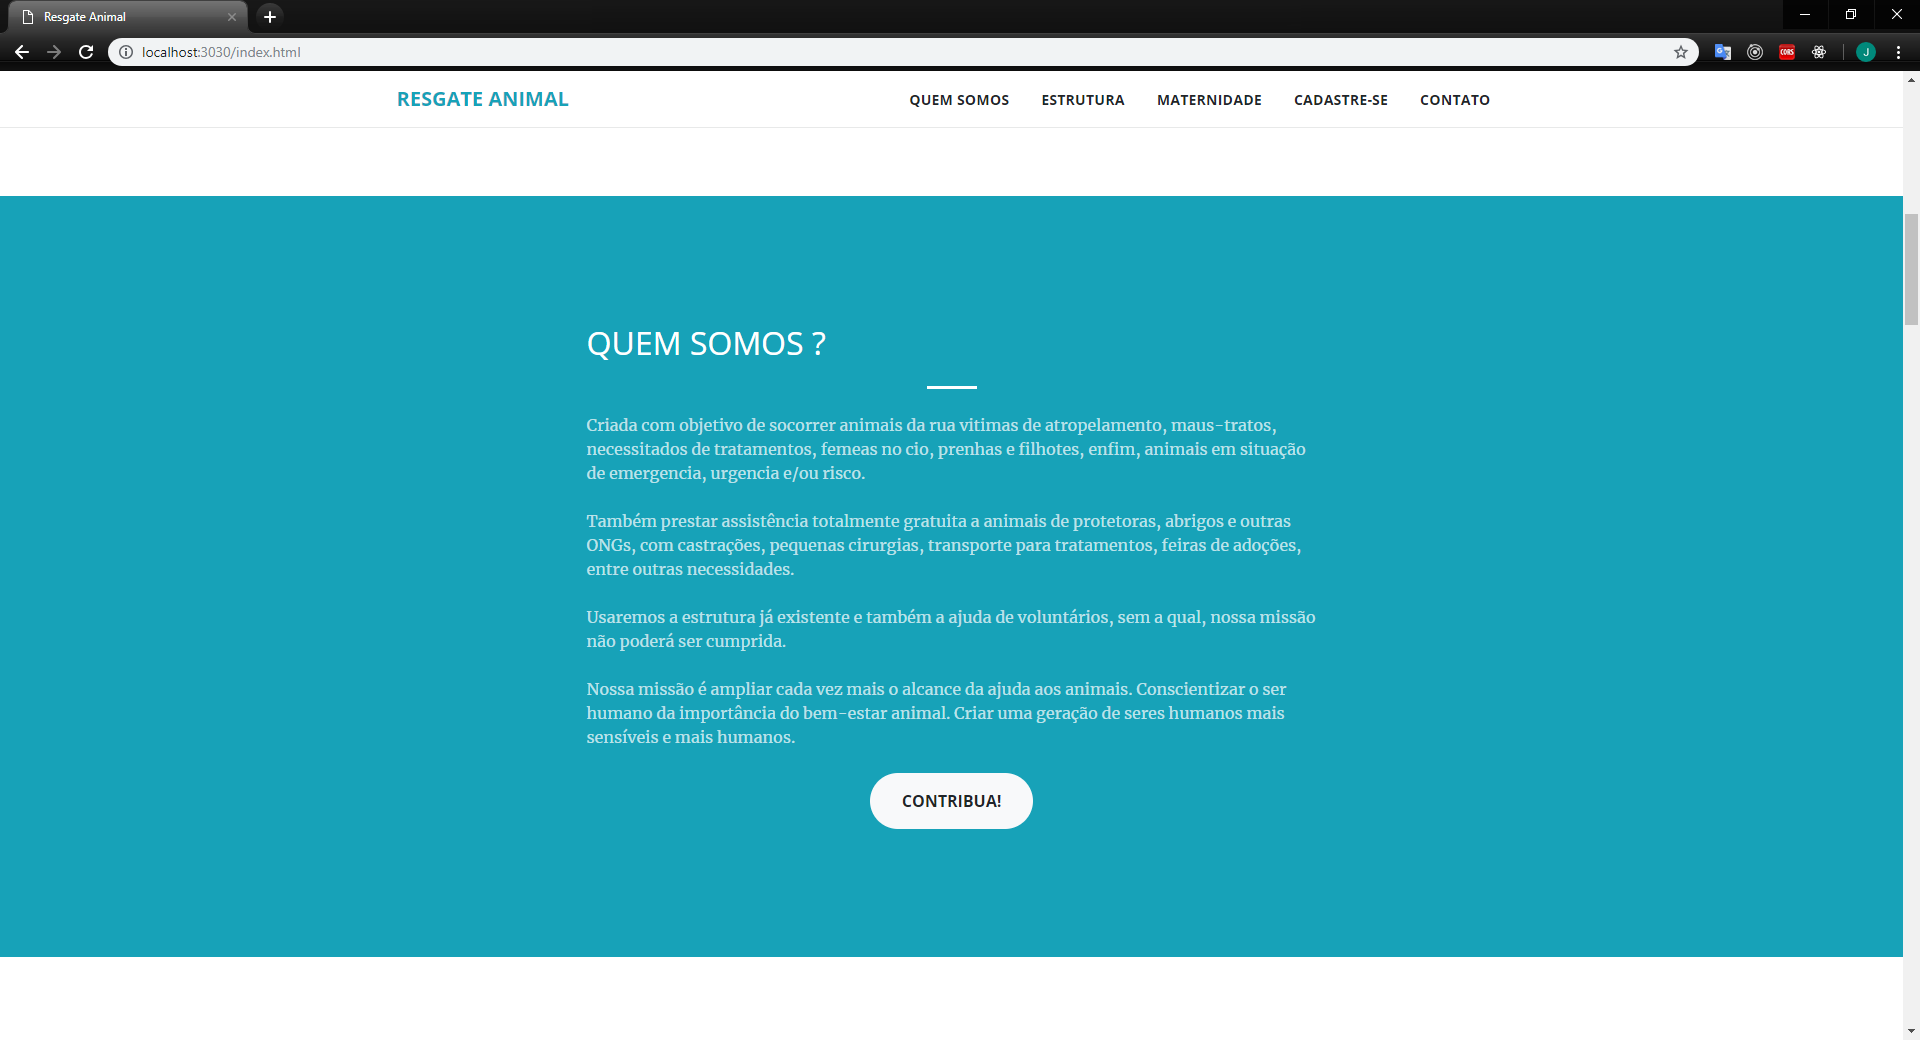 Resgate Animal
localhost:3030/index.html
CORS
J
RESGATE ANIMAL
QUEM SOMOS ESTRUTURA MATERNIDADE CADASTRE-SE CONTATO
QUEM SOMOS ?
Criada com objetivo de socorrer animais da rua vitimas de atropelamento, maus-tratos,
necessitados de tratamentos, femeas no cio, prenhas e filhotes, enfim, animais em situação
de emergencia, urgencia e/ou risco.
Também prestar assistência totalmente gratuita a animais de protetoras, abrigos e outras
ONGs, com castrações, pequenas cirurgias, transporte para tratamentos, feiras de adoções,
entre outras necessidades.
Usaremos a estrutura já existente e também a ajuda de voluntários, sem a qual, nossa missão
não poderá ser cumprida.
Nossa missão é ampliar cada vez mais o alcance da ajuda aos animais. Conscientizar o ser
humano da importância do bem-estar animal. Criar uma geração de seres humanos mais
sensíveis e mais humanos.
CONTRIBUA!